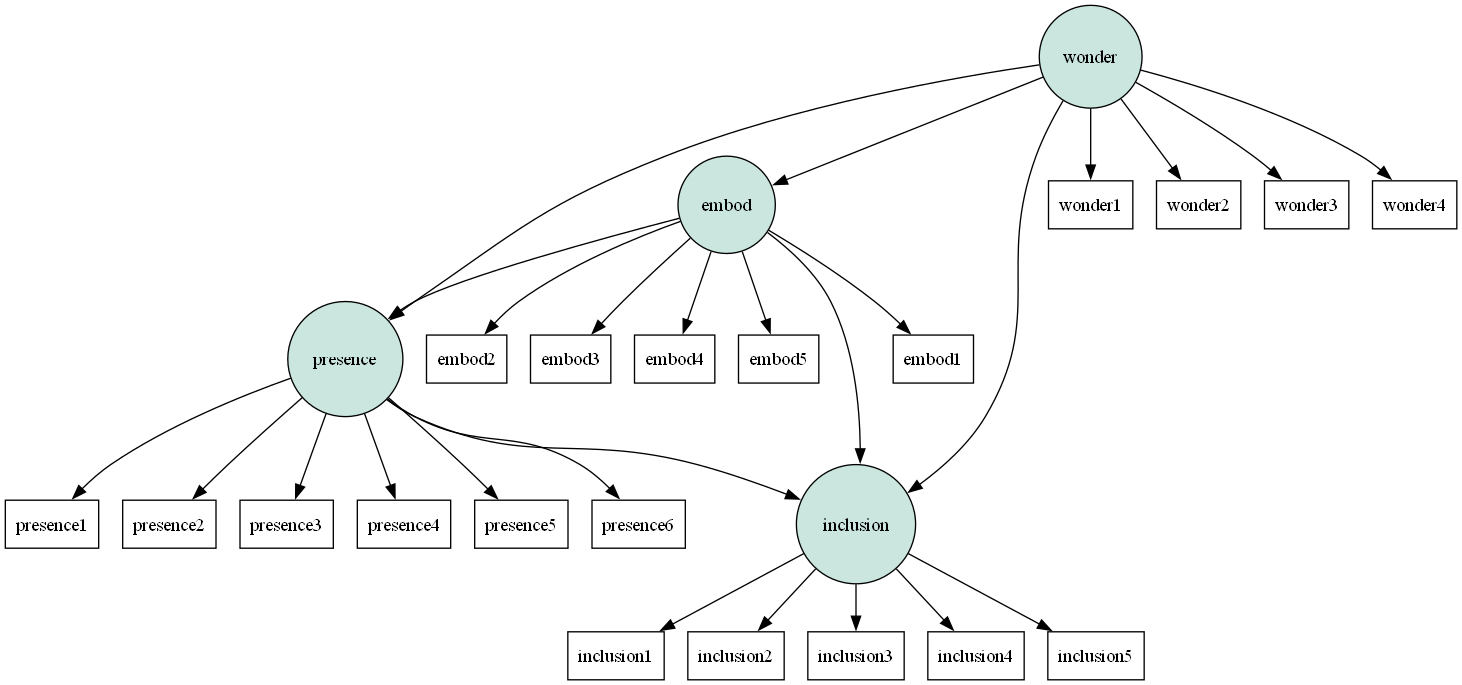 wonder
wonder1
wonder2
wonder3
wonder4
embod
embod2
embod3
embod4
embod5
embod1
presence
presence1
presence2
presence3
presence4
presence5
presence6
inclusion
inclusion1
inclusion2
inclusion3
inclusion4
inclusion5